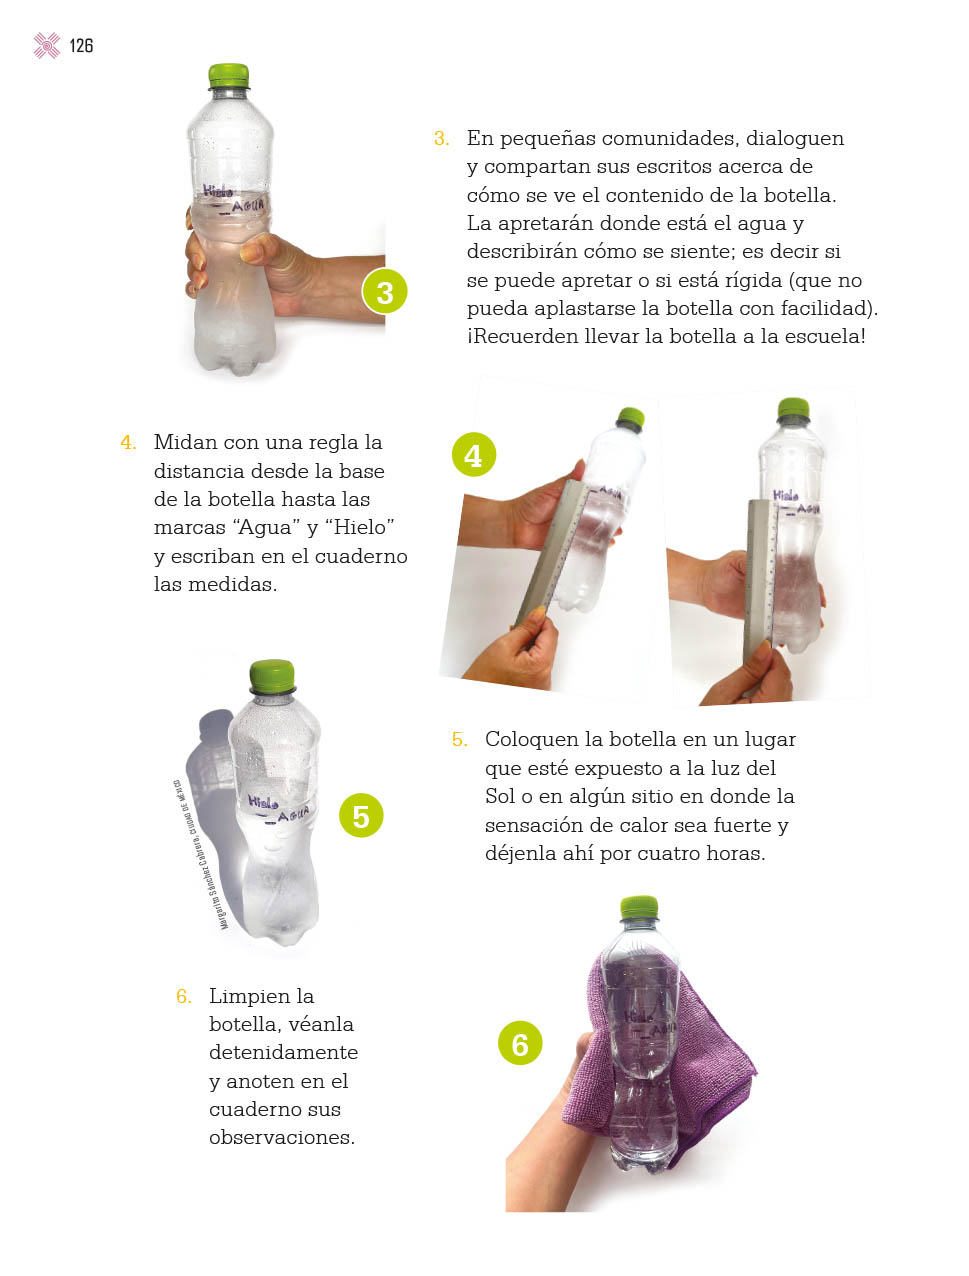 126
Hielo
AGUA
3
3. En pequeñas comunidades, dialoguen
y compartan sus escritos acerca de
cómo se ve el contenido de la botella.
La apretarán donde está el agua y
describirán cómo se siente; es decir si
se puede apretar o si está rígida (que no
pueda aplastarse la botella con facilidad).
¡Recuerden llevar la botella a la escuela!
4. Midan con una regla la
distancia desde la base
de la botella hasta las
marcas “Agua” y “Hielo”
y escriban en el cuaderno
las medidas.
4
AGUA
Hielo
AGUA
Hielo
AGUA
5
Margarito Sánchez Cabrera, CIUDAD DE MÉXICO
5. Coloquen la botella en un lugar
que esté expuesto a la luz del
Sol o en algún sitio en donde la
sensación de calor sea fuerte y
déjenla ahí por cuatro horas.
6. Limpien la
botella, véanla
detenidamente
y anoten en el
cuaderno sus
observaciones.
6
Hielo
AGUA